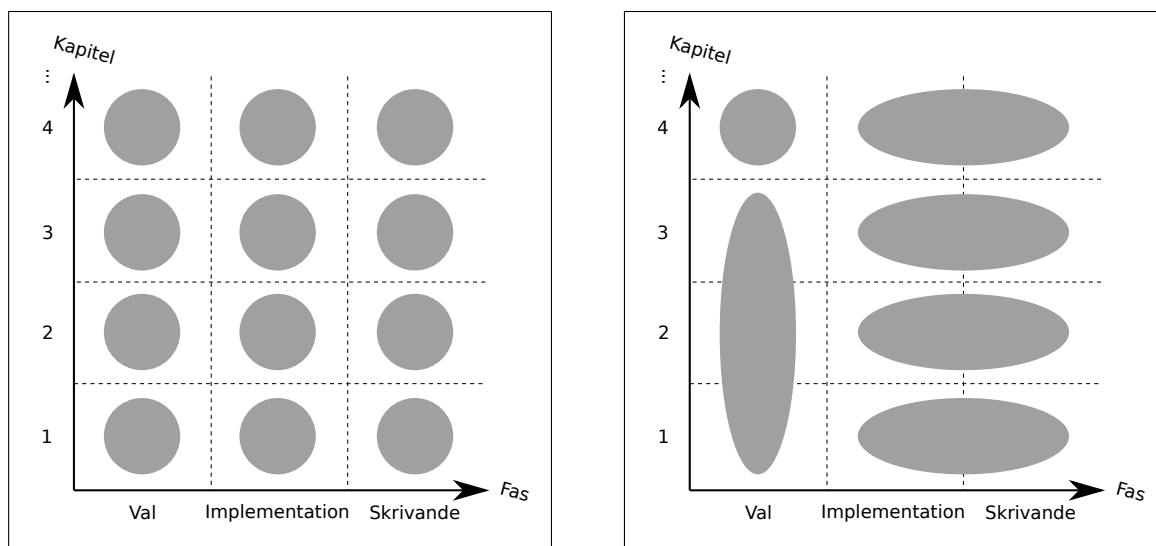 Kapitel
⋮
4
3
2
1
Fas
Val Implementation Skrivande
Kapitel
⋮
4
3
2
1
Fas
Val Implementation Skrivande